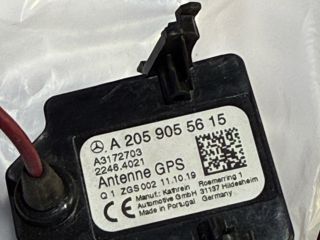 A 205 905 56 15
A3172703
2246.4021
Antenne GPS
Q 1 ZGS 002 11.10.19
Manuf.: Kathrein Roemerring 1
Automotive GmbH 31137 Hildesheim
Made in Portugal Germany
CE